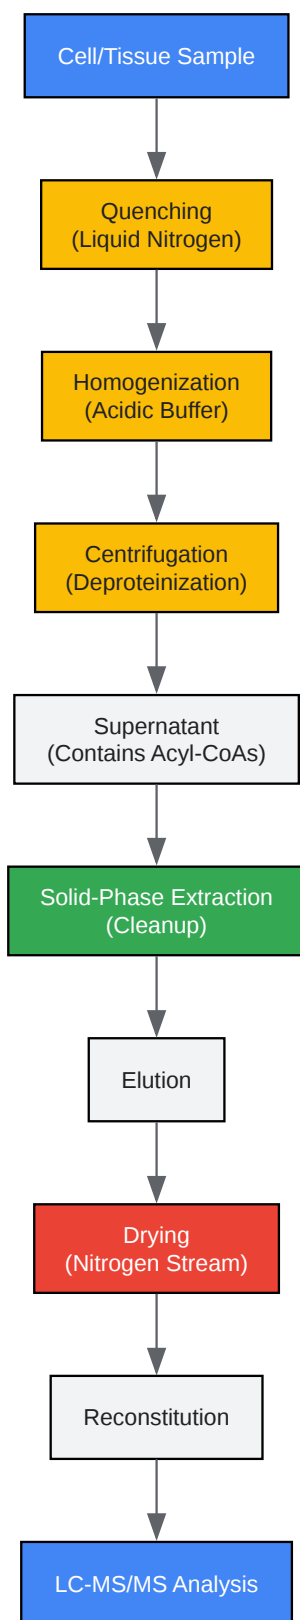 Cell/Tissue Sample
Quenching
(Liquid Nitrogen)
Homogenization
(Acidic Buffer)
Centrifugation
(Deproteinization)
Supernatant
(Contains Acyl-CoAs)
Solid-Phase Extraction
(Cleanup)
Elution
Drying
(Nitrogen Stream)
Reconstitution
LC-MS/MS Analysis